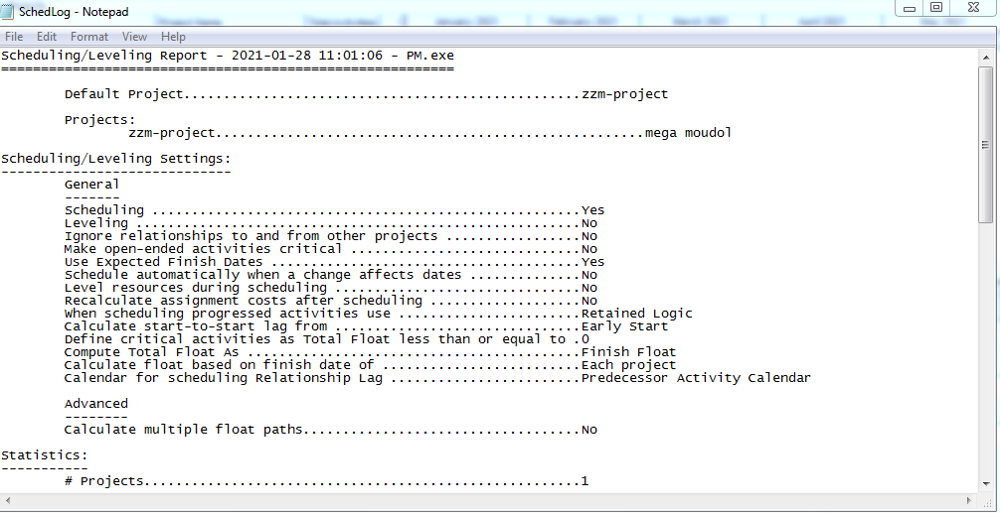 SchedLog - Notepad
File Edit Format View Help
Scheduling/Leveling Report - 2021-01-28 11:01:06 - PM.exe
=========================================================
Default Project..................................................zzm-project
Projects:
zzm-project......................................................mega moudol
Scheduling/Leveling Settings:
-----------------------------
General
-------
Scheduling ......................................................Yes
Leveling ........................................................No
Ignore relationships to and from other projects .................No
Make open-ended activities critical .............................No
Use Expected Finish Dates .......................................Yes
Schedule automatically when a change affects dates ..............No
Level resources during scheduling ...............................No
Recalculate assignment costs after scheduling ...................No
When scheduling progressed activities use .......................Retained Logic
Calculate start-to-start lag from ...............................Early Start
Define critical activities as Total Float less than or equal to .0
Compute Total Float As ..........................................Finish Float
Calculate float based on finish date of .........................Each project
Calendar for scheduling Relationship Lag ........................Predecessor Activity Calendar
Advanced
--------
Calculate multiple float paths...................................No
Statistics:
-----------
# Projects.......................................................1